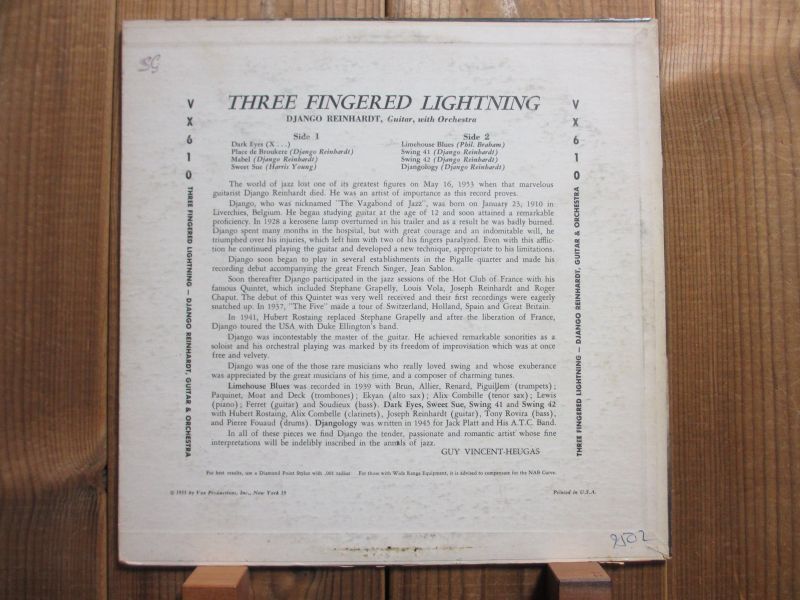 SG
THREE FINGERED LIGHTNING
DJANGO REINHARDT, Guitar, with Orchestra
Side 1
Dark Eyes (X . . .)
Place de Broukere (Django Reinhardt)
Mabel (Django Reinhardt)
Sweet Sue (Harris Young)
Side 2
Limehouse Blues (Phil. Braham)
Swing 41 (Django Reinhardt)
Swing 42 (Django Reinhardt)
Djangology (Django Reinhardt)
VX610
THREE FINGERED LIGHTNING — DJANGO REINHARDT, GUITAR & ORCHESTRA
The world of jazz lost one of its greatest figures on May 16, 1953 when that marvelous
guitarist Django Reinhardt died. He was an artist of importance as this record proves.
Django, who was nicknamed "The Vagabond of Jazz", was born on January 23, 1910 in
Liverchies, Belgium. He began studying guitar at the age of 12 and soon attained a remarkable
proficiency. In 1928 a kerosene lamp overturned in his trailer and as a result he was badly burned.
Django spent many months in the hospital, but with great courage and an indomitable will, he
triumphed over his injuries, which left him with two of his fingers paralyzed. Even with this afflic-
tion he continued playing the guitar and developed a new technique, appropriate to his limitations.
Django soon began to play in several establishments in the Pigalle quarter and made his
recording debut accompanying the great French Singer, Jean Sablon.
Soon thereafter Django participated in the jazz sessions of the Hot Club of France with his
famous Quintet, which included Stephane Grapelly, Louis Vola, Joseph Reinhardt and Roger
Chaput. The debut of this Quintet was very well received and their first recordings were eagerly
snatched up. In 1937, "The Five" made a tour of Switzerland, Holland, Spain and Great Britain.
In 1941, Hubert Rostaing replaced Stephane Grapelly and after the liberation of France,
Django toured the USA with Duke Ellington's band.
Django was incontestably the master of the guitar. He achieved remarkable sonorities as a
soloist and his orchestral playing was marked by its freedom of improvisation which was at once
free and velvety.
Django was one of those rare musicians who really loved swing and whose exuberance
was appreciated by the great musicians of his time, and a composer of charming tunes.
Limehouse Blues was recorded in 1939 with Brun, Allier, Renard, Piguillem (trumpets);
Paquinet, Moat and Deck (trombones); Ekyan (alto sax); Alix Combelle (tenor sax); Lewis
(piano); Ferret (guitar) and Soudieux (bass). Dark Eyes, Sweet Sue, Swing 41 and Swing 42
with Hubert Rostaing, Alix Combelle (clarinets), Joseph Reinhardt (guitar), Tony Rovira (bass),
and Pierre Fouaud (drums). Djangology was written in 1945 for Jack Platt and His A.T.C. Band.
In all of these pieces we find Django the tender, passionate and romantic artist whose fine
interpretations will be indelibly inscribed in the annals of jazz.
GUY VINCENT-HEUGAS
VX610
THREE FINGERED LIGHTNING — DJANGO REINHARDT, GUITAR & ORCHESTRA
For best results, use a Diamond Point Stylus with .001 radius. For those with Wide Range Equipment, it is advised to compensate for the NAB Curve.
by Vox Productions, Inc., New York 19
Printed in U.S.A.
9502